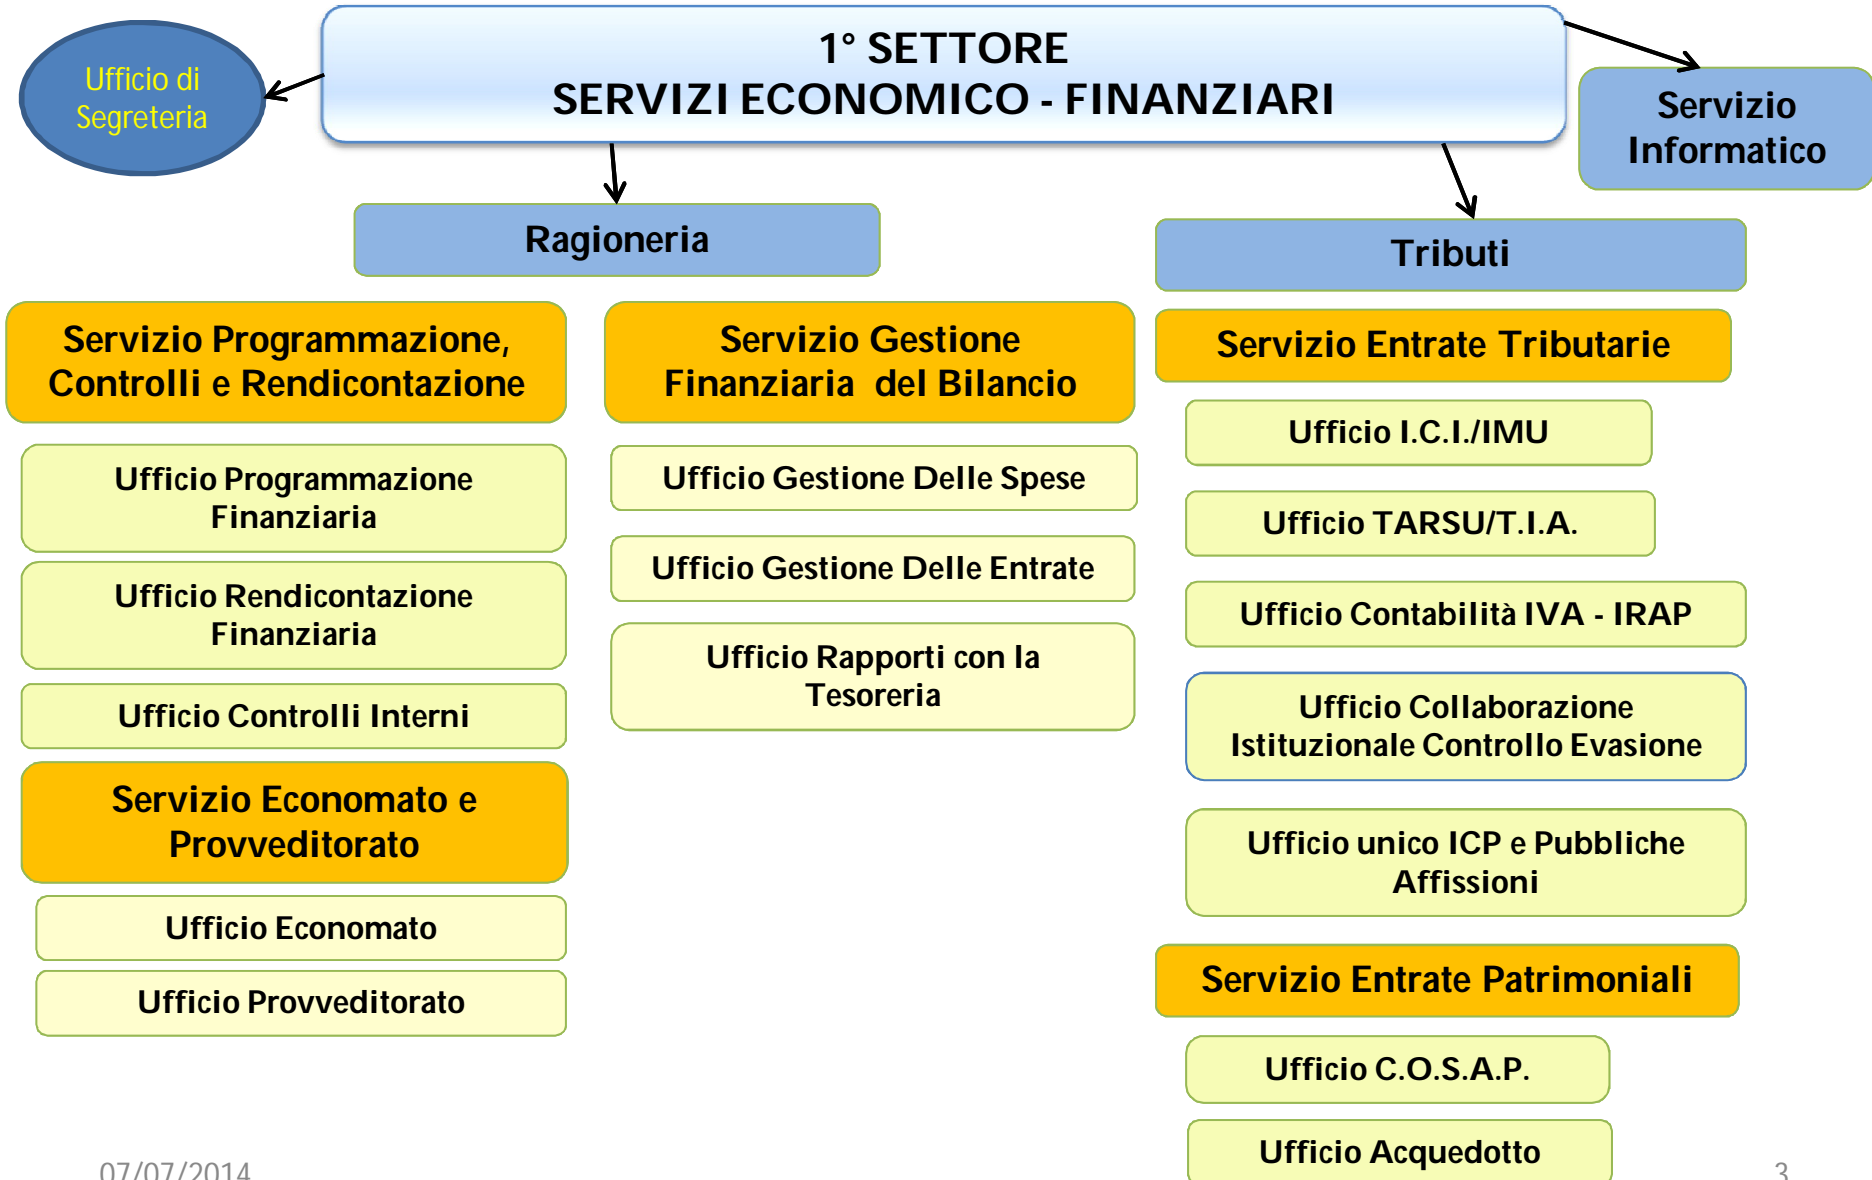 1° SETTORE
SERVIZI ECONOMICO - FINANZIARI
Ufficio di
Segreteria
Servizio
Informatico
Ragioneria
Tributi
Servizio Programmazione,
Controlli e Rendicontazione
Ufficio Programmazione
Finanziaria
Ufficio Rendicontazione
Finanziaria
Ufficio Controlli Interni
Servizio Economato e
Provveditorato
Ufficio Economato
Ufficio Provveditorato
Servizio Gestione
Finanziaria del Bilancio
Ufficio Gestione Delle Spese
Ufficio Gestione Delle Entrate
Ufficio Rapporti con la
Tesoreria
Servizio Entrate Tributarie
Ufficio I.C.I./IMU
Ufficio TARSU/T.I.A.
Ufficio Contabilità IVA - IRAP
Ufficio Collaborazione
Istituzionale Controllo Evasione
Ufficio unico ICP e Pubbliche
Affissioni
Servizio Entrate Patrimoniali
Ufficio C.O.S.A.P.
Ufficio Acquedotto
07/07/2014
3